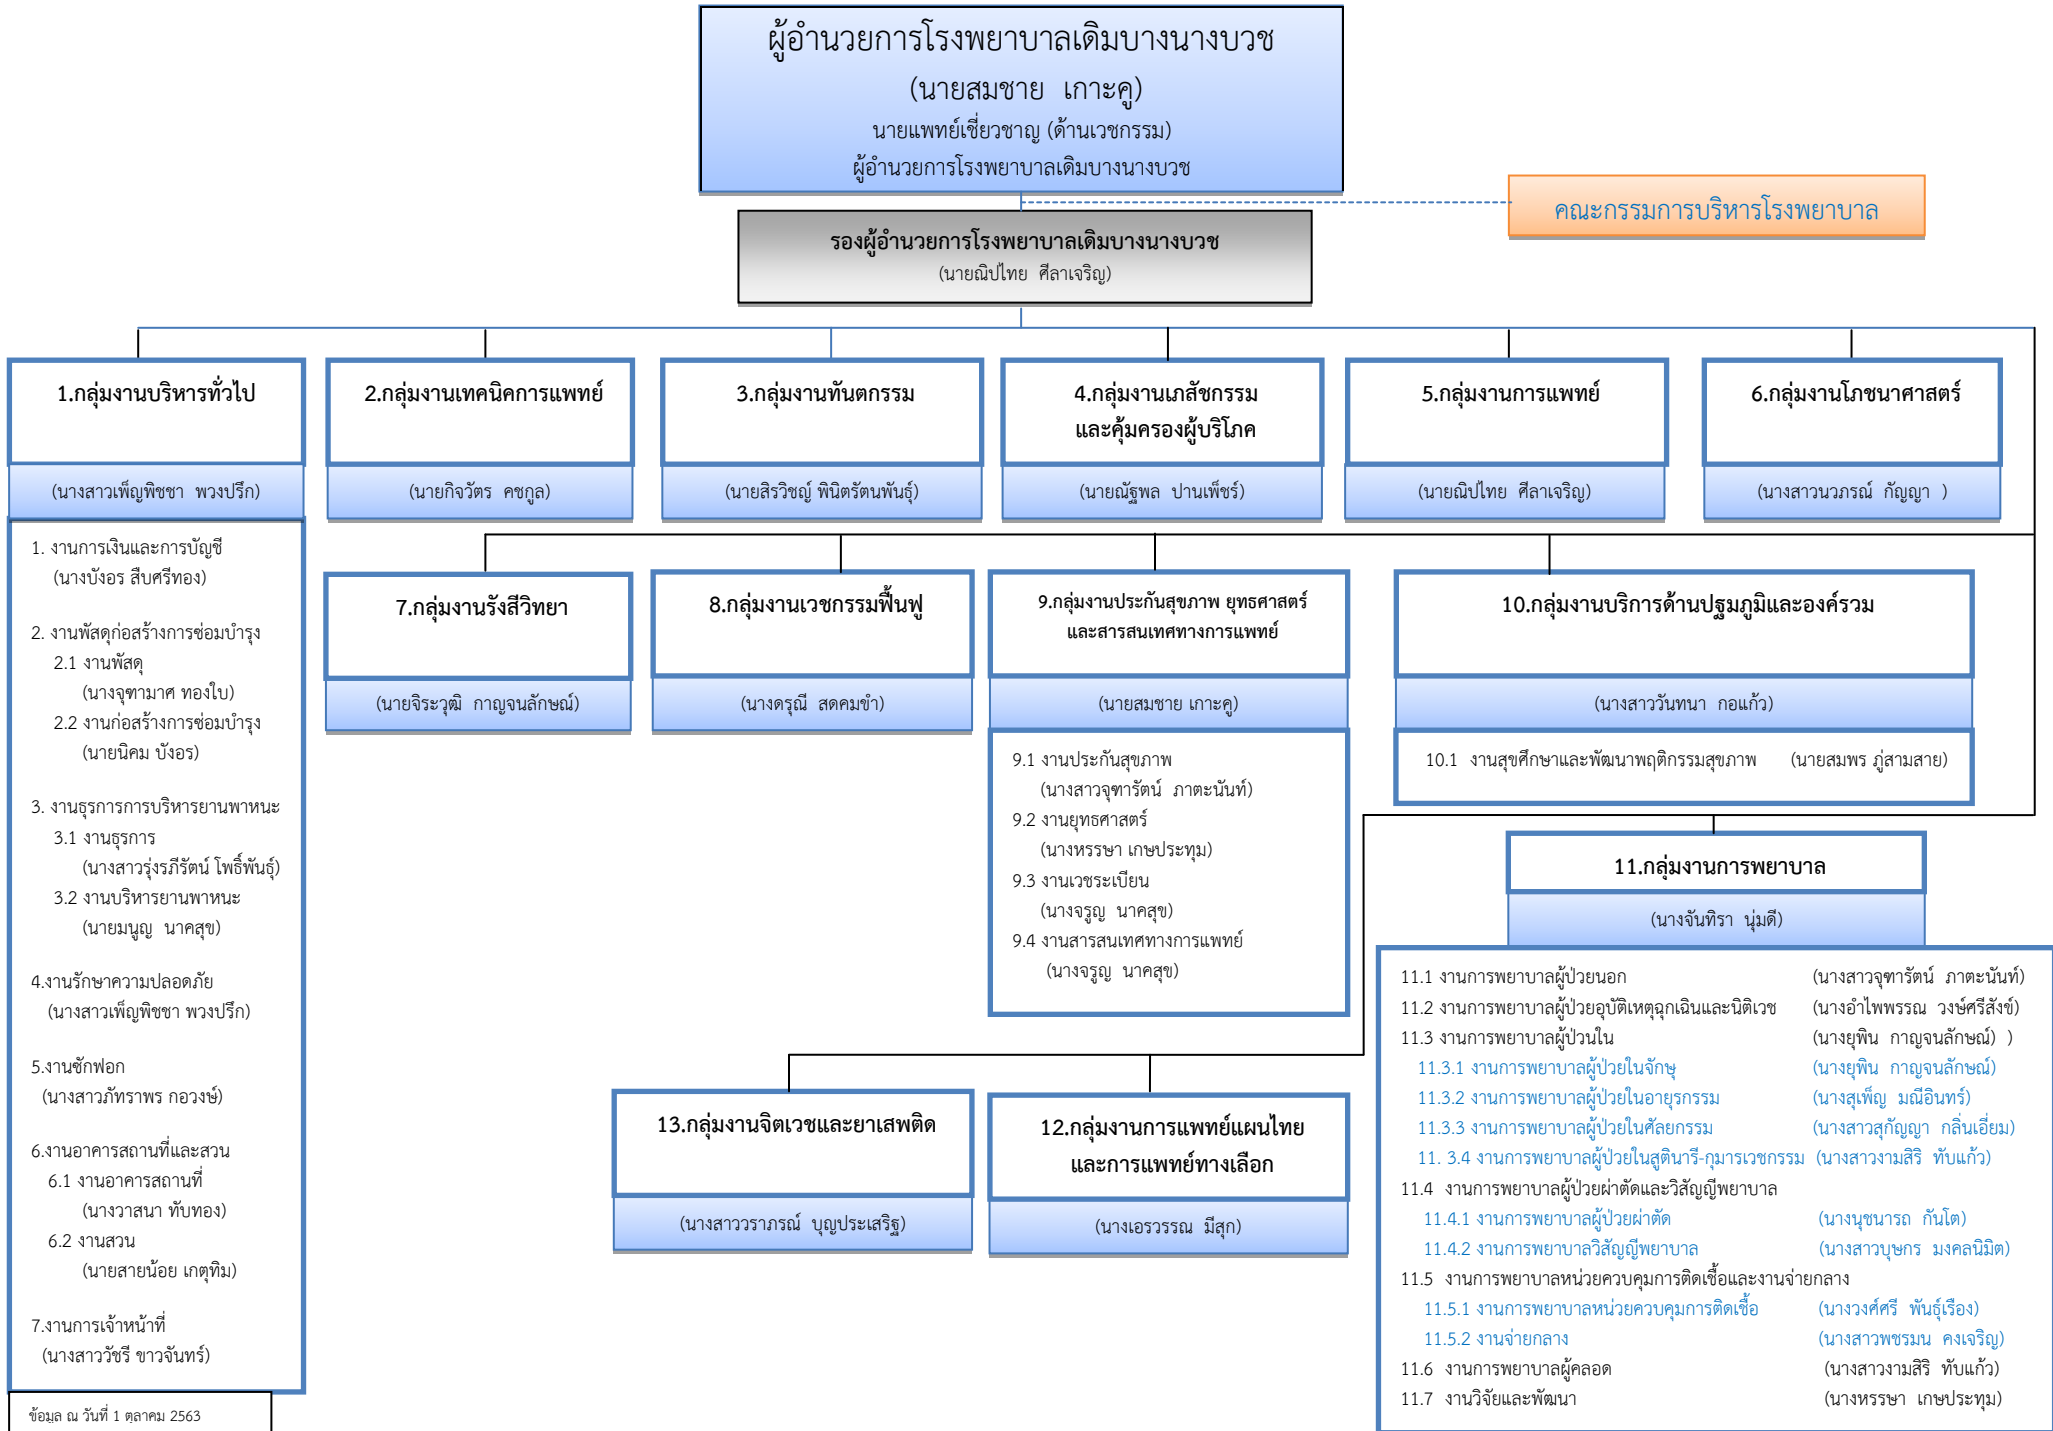 ผู้อำนวยการโรงพยาบาลเดิมบางนางบวช
(นายสมชาย เกาะคู)
นายแพทย์เชี่ยวชาญ (ด้านเวชกรรม)
ผู้อำนวยการโรงพยาบาลเดิมบางนางบวช
คณะกรรมการบริหารโรงพยาบาล
รองผู้อำนวยการโรงพยาบาลเดิมบางนางบวช
(นายณิปไทย ศีลาเจริญ)
1.กลุ่มงานบริหารทั่วไป
(นางสาวเพ็ญพิชชา พวงปรึก)
2.กลุ่มงานเทคนิคการแพทย์
(นายกิจวัตร คชกูล)
3.กลุ่มงานทันตกรรม
(นายสิรวิชญ์ พินิตรัตนพันธุ์)
4.กลุ่มงานเภสัชกรรม
และคุ้มครองผู้บริโภค
(นายณัฐพล ปานเพ็ชร์)
5.กลุ่มงานการแพทย์
(นายณิปไทย ศีลาเจริญ)
6.กลุ่มงานโภชนาศาสตร์
(นางสาวนวภรณ์ กัญญา )
1. งานการเงินและการบัญชี
(นางบังอร สืบศรีทอง)
2. งานพัสดุก่อสร้างการซ่อมบำรุง
2.1 งานพัสดุ
(นางจุฑามาศ ทองใบ)
2.2 งานก่อสร้างการซ่อมบำรุง
(นายนิคม บังอร)
3. งานธุรการการบริหารยานพาหนะ
3.1 งานธุรการ
(นางสาวรุ่งรภีรัตน์ โพธิ์พันธุ์)
3.2 งานบริหารยานพาหนะ
(นายมนูญ นาคสุข)
4.งานรักษาความปลอดภัย
(นางสาวเพ็ญพิชชา พวงปรึก)
5.งานซักฟอก
(นางสาวภัทราพร กอวงษ์)
6.งานอาคารสถานที่และสวน
6.1 งานอาคารสถานที่
(นางวาสนา ทับทอง)
6.2 งานสวน
(นายสายน้อย เกตุทิม)
7.งานการเจ้าหน้าที่
(นางสาววัชรี ขาวจันทร์)
ข้อมูล ณ วันที่ 1 ตุลาคม 2563
7.กลุ่มงานรังสีวิทยา
(นายจิระวุฒิ กาญจนลักษณ์)
8.กลุ่มงานเวชกรรมฟื้นฟู
(นางดรุณี สดคมขำ)
9.กลุ่มงานประกันสุขภาพ ยุทธศาสตร์
และสารสนเทศทางการแพทย์
(นายสมชาย เกาะคู)
9.1 งานประกันสุขภาพ
(นางสาวจุฑารัตน์ ภาตะนันท์)
9.2 งานยุทธศาสตร์
(นางหรรษา เกษประทุม)
9.3 งานเวชระเบียน
(นางจรูญ นาคสุข)
9.4 งานสารสนเทศทางการแพทย์
(นางจรูญ นาคสุข)
10.กลุ่มงานบริการด้านปฐมภูมิและองค์รวม
(นางสาววันทนา กอแก้ว)
10.1 งานสุขศึกษาและพัฒนาพฤติกรรมสุขภาพ (นายสมพร ภู่สามสาย)
11.กลุ่มงานการพยาบาล
(นางจันทิรา นุ่มดี)
11.1 งานการพยาบาลผู้ป่วยนอก (นางสาวจุฑารัตน์ ภาตะนันท์)
11.2 งานการพยาบาลผู้ป่วยอุบัติเหตุฉุกเฉินและนิติเวช (นางอำไพพรรณ วงษ์ศรีสังข์)
11.3 งานการพยาบาลผู้ป่วนใน (นางยุพิน กาญจนลักษณ์) )
11.3.1 งานการพยาบาลผู้ป่วยในจักษุ (นางยุพิน กาญจนลักษณ์)
11.3.2 งานการพยาบาลผู้ป่วยในอายุรกรรม (นางสุเพ็ญ มณีอินทร์)
11.3.3 งานการพยาบาลผู้ป่วยในศัลยกรรม (นางสาวสุกัญญา กลิ่นเอี่ยม)
11. 3.4 งานการพยาบาลผู้ป่วยในสูตินารี-กุมารเวชกรรม (นางสาวงามสิริ ทับแก้ว)
11.4 งานการพยาบาลผู้ป่วยผ่าตัดและวิสัญญีพยาบาล
11.4.1 งานการพยาบาลผู้ป่วยผ่าตัด (นางนุชนารถ กันโต)
11.4.2 งานการพยาบาลวิสัญญีพยาบาล (นางสาวบุษกร มงคลนิมิต)
11.5 งานการพยาบาลหน่วยควบคุมการติดเชื้อและงานจ่ายกลาง
11.5.1 งานการพยาบาลหน่วยควบคุมการติดเชื้อ (นางวงศ์ศรี พันธุ์เรือง)
11.5.2 งานจ่ายกลาง (นางสาวพชรมน คงเจริญ)
11.6 งานการพยาบาลผู้คลอด (นางสาวงามสิริ ทับแก้ว)
11.7 งานวิจัยและพัฒนา (นางหรรษา เกษประทุม)
13.กลุ่มงานจิตเวชและยาเสพติด
(นางสาววราภรณ์ บุญประเสริฐ)
12.กลุ่มงานการแพทย์แผนไทย
และการแพทย์ทางเลือก
(นางเอรวรรณ มีสุก)